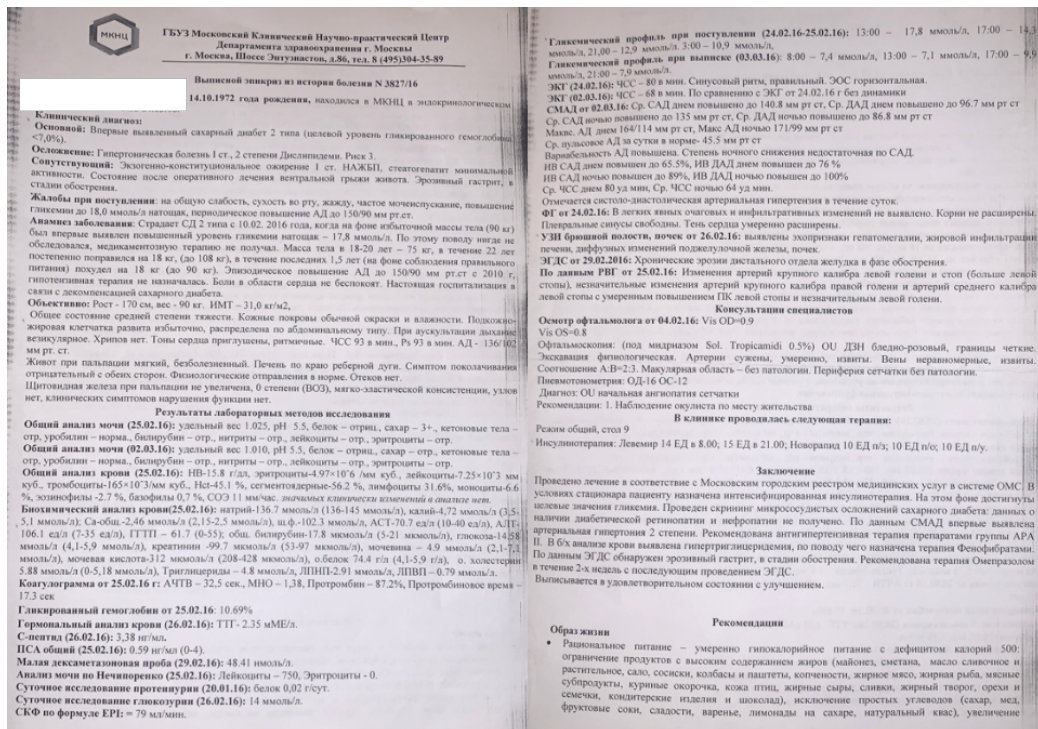 МКНЦ
ГБУЗ Московский Клинический Научно-практический Центр
Департамента здравоохранения г. Москвы
г. Москва, Шоссе Энтузиастов, д.86, тел. 8 (495)304-35-89
Выписной эпикриз из истории болезни N 3827/16
14.10.1972 года рождения, находился в МКНЦ в эндокринологическом
Клинический диагноз:
Основной: Впервые выявленный сахарный диабет 2 типа (целевой уровень гликированного гемоглобина
<7,0%).
Осложнение: Гипертоническая болезнь I ст., 2 степени Дислипидеми. Риск 3.
Сопутствующий: Экзогенно-конституциональное ожирение 1 ст. НАЖБП, стеатогепатит минимальной
активности. Состояние после оперативного лечения вентральной грыжи живота. Эрозивный гастрит, в
стадии обострения.
Жалобы при поступления: на общую слабость, сухость во рту, жажду, частое мочеиспускание, повышение
гликемии до 18,0 ммоль/л натощак, периодическое повышение АД до 150/90 мм рт.ст.
Анамнез заболевания: Страдает СД 2 типа с 10.02. 2016 года, когда на фоне избыточной массы тела (90 кг)
был впервые выявлен повышенный уровень гликемии натощак – 17,8 ммоль/л. По этому поводу нигде не
обследовался, медикаментозную терапию не получал. Масса тела в 18-20 лет – 75 кг, в течение 22 лет
постепенно поправился на 18 кг, (до 108 кг), в течение последних 1,5 лет (на фоне соблюдения правильного
питания) похудел на 18 кг (до 90 кг). Эпизодическое повышение АД до 150/90 мм рт.ст с 2010 г,
гипотензивная терапия не назначалась. Боли в области сердца не беспокоят. Настоящая госпитализация в
связи с декомпенсацией сахарного диабета.
Объективно: Рост - 170 см, вес - 90 кг. ИМТ – 31,0 кг/м2,
Общее состояние средней степени тяжести. Кожные покровы обычной окраски и влажности. Подкожно-
жировая клетчатка развита избыточно, распределена по абдоминальному типу. При аускультации дыхание
везикулярное. Хрипов нет. Тоны сердца приглушены, ритмичные. ЧСС 93 в мин., Ps 93 в мин. АД - 136/102
мм рт. ст.
Живот при пальпации мягкий, безболезненный. Печень по краю реберной дуги. Симптом поколачивания
отрицательный с обеих сторон. Физиологические отправления в норме. Отеков нет.
Щитовидная железа при пальпации не увеличена, 0 степени (ВОЗ), мягко-эластической консистенции, узлов
нет, клинических симптомов нарушения функции нет.
Результаты лабораторных методов исследования
Общий анализ мочи (25.02.16): удельный вес 1.025, pH 5.5, белок – отриц., сахар – 3+., кетоновые тела –
отр, уробилин – норма., билирубин – отр., нитриты – отр., лейкоциты – отр., эритроциты – отр.
Общий анализ мочи (02.03.16): удельный вес 1.010, pH 5,5, белок – отриц., сахар – отр., кетоновые тела –
отр, уробилин – норма., билирубин – отр., нитриты – отр., лейкоциты – отр., эритроциты – отр.
Общий анализ крови (25.02.16): HB-15.8 г/дл, эритроциты-4.97×10^6 /мм куб., лейкоциты-7.25×10^3 мм
куб., тромбоциты-165×10^3/мм куб., Hct-45.1 %, сегментоядерные-56.2 %, лимфоциты 31.6%, моноциты-6.6
%, эозинофилы -2.7 %, базофилы 0,7 %, СОЭ 11 мм/час. значимых клинически изменений в анализе нет.
Биохимический анализ крови(25.02.16): натрий-136.7 ммоль/л (136-145 ммоль/л), калий-4,72 ммоль/л (3,5-
5,1 ммоль/л); Ca-общ.-2,46 ммоль/л (2,15-2,5 ммоль/л), щ.ф.-102.3 ммоль/л, АСТ-70.7 ед/л (10-40 ед/л), АЛТ-
106.1 ед/л (7-35 ед/л), ГГТП – 61.7 (0-55); общ. билирубин-17.8 мкмоль/л (5-21 мкмоль/л), глюкоза-14.58
ммоль/л (4,1-5,9 ммоль/л), креатинин -99.7 мкмоль/л (53-97 мкмоль/л), мочевина – 4.9 ммоль/л (2,1-7,1
ммоль/л), мочевая кислота-312 мкмоль/л (208-428 мкмоль/л), о.белок 74.4 г/л (4,1-5,9 г/л), о. холестерин
5.88 ммоль/л (0-5,18 ммоль/л), Триглицериды - 4.8 ммоль/л, ЛПНП-2.91 ммоль/л, ЛПВП – 0.79 ммоль/л.
Коагулограмма от 25.02.16 г: АЧТВ – 32,5 сек., МНО – 1,38, Протромбин – 87.2%, Протромбиновое время –
17.3 сек
Гликированный гемоглобин от 25.02.16: 10.69%
Гормональный анализ крови (26.02.16): ТТГ- 2.35 мМЕ/л.
С-пептид (26.02.16): 3,38 нг/мл.
ПСА общий (25.02.16): 0.59 нг/мл (0-4).
Малая дексаметазоновая проба (29.02.16): 48.41 нмоль/л.
Анализ мочи по Нечипоренко (25.02.16): Лейкоциты – 750, Эритроциты - 0.
Суточное исследование протеинурии (20.01.16): белок 0,02 г/сут.
Суточное исследование глюкозурии (26.02.16): 14 ммоль/л.
СКФ по формуле EPI: = 79 мл/мин.
Гликемический профиль при поступлении (24.02.16-25.02.16): 13:00 – 17,8 ммоль/л, 17:00 – 14,3
ммоль/л, 21,00 – 12,9 ммоль/л. 3:00 – 10,9 ммоль/л,
Гликемический профиль при выписке (03.03.16): 8:00 – 7,4 ммоль/л, 13:00 – 7,1 ммоль/л, 17:00 – 9,9
ммоль/л, 21:00 – 7,9 ммоль/л.
ЭКГ (24.02.16): ЧСС – 80 в мин. Синусовый ритм, правильный. ЭОС горизонтальная.
ЭКГ (02.03.16): ЧСС – 68 в мин. По сравнению с ЭКГ от 24.02.16 г без динамики
СМАД от 02.03.16: Ср. САД днем повышено до 140.8 мм рт ст, Ср. ДАД днем повышено до 96.7 мм рт ст
Ср. САД ночью повышено до 135 мм рт ст, Ср. ДАД ночью повышено до 86.8 мм рт ст
Макс. АД днем 164/114 мм рт ст, Макс АД ночью 171/99 мм рт ст
Ср. пульсовое АД за сутки в норме- 45.5 мм рт ст
Вариабельность АД повышена. Степень ночного снижения недостаточная по САД.
ИВ САД днем повышен до 65.5%, ИВ ДАД днем повышен до 76 %
ИВ САД ночью повышен до 89%, ИВ ДАД ночью повышен до 100%
Ср. ЧСС днем 80 уд мин, Ср. ЧСС ночью 64 уд мин.
Отмечается систоло-диастолическая артериальная гипертензия в течение суток.
ФГ от 24.02.16: В легких явных очаговых и инфильтративных изменений не выявлено. Корни не расширены.
Плевральные синусы свободны. Тень сердца умеренно расширены.
УЗИ брюшной полости, почек от 26.02.16: выявлены эхопризнаки гепатомегалии, жировой инфильтрации
печени, диффузных изменений поджелудочной железы, почек.
ЭГДС от 29.02.2016: Хронические эрозии дистального отдела желудка в фазе обострения.
По данным РВГ от 25.02.16: Изменения артерий крупного калибра левой голени и стоп (больше левой
стопы), незначительные изменения артерий крупного калибра правой голени и артерий среднего калибра
левой стопы с умеренным повышением ПК левой стопы и незначительным левой голени.
Консультации специалистов
Осмотр офтальмолога от 04.02.16: Vis OD=0.9
Vis OS=0.8
Офтальмоскопия: (под мидриазом Sol. Tropicamidi 0.5%) OU ДЗН бледно-розовый, границы четкие.
Экскавация физиологическая. Артерии сужены, умеренно, извиты. Вены неравномерные, извиты.
Соотношение А:В=2:3. Макулярная область – без патологии. Периферия сетчатки без патологии.
Пневмотонометрия: ОД-16 ОС-12
Диагноз: OU начальная ангиопатия сетчатки
Рекомендации: 1. Наблюдение окулиста по месту жительства
В клинике проводилась следующая терапия:
Режим общий, стол 9
Инсулинотерапия: Левемир 14 ЕД в 8.00; 15 ЕД в 21.00; Новорапид 10 ЕД п/з; 10 ЕД п/о; 10 ЕД п/у.
Заключение
Проведено лечение в соответствие с Московским городским реестром медицинских услуг в системе ОМС. В
условиях стационара пациенту назначена интенсифицированная инсулинотерапия. На этом фоне достигнуты
целевые значения гликемия. Проведен скрининг микрососудистых осложнений сахарного диабета: данных о
наличии диабетической ретинопатии и нефропатии не получено. По данным СМАД впервые выявлена
артериальная гипертония 2 степени. Рекомендована антигипертензивная терапия препаратами группы АРА
II. В б/х анализе крови выявлена гипертриглицеридемия, по поводу чего назначена терапия Фенофибратами.
По данным ЭГДС обнаружен эрозивный гастрит, в стадии обострения. Рекомендована терапия Омепразолом
в течение 2-х недель с последующим проведением ЭГДС.
Выписывается в удовлетворительном состоянии с улучшением.
Рекомендации
Образ жизни
• Рациональное питание – умеренно гипокалорийное питание с дефицитом калорий 500:
ограничение продуктов с высоким содержанием жиров (майонез, сметана, масло сливочное и
растительное, сало, сосиски, колбасы и паштеты, копчености, жирное мясо, жирная рыба, мясные
субпродукты, куриные окорочка, кожа птиц, жирные сыры, сливки, жирный творог, орехи и
семечки, кондитерские изделия и шоколад), исключение простых углеводов (сахар, мед,
фруктовые соки, сладости, варенье, лимонады на сахаре, натуральный квас), увеличение